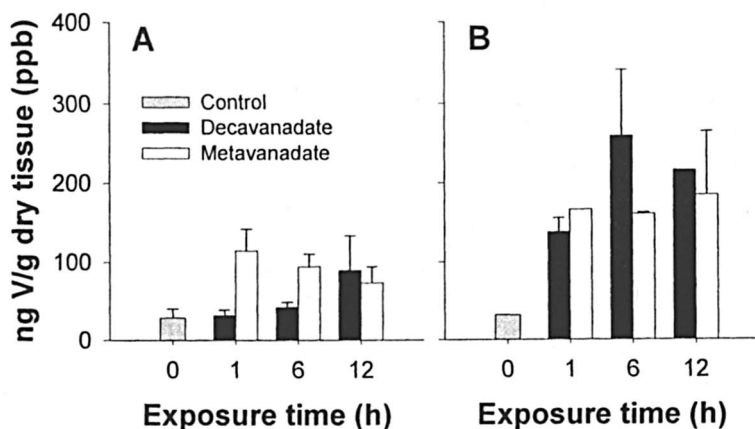 ng V/g dry tissue (ppb)
400
300
200
100
0
A
Control
Decavanadate
Metavanadate
0 1 6 12
Exposure time (h)
B
0 1 6 12
Exposure time (h)